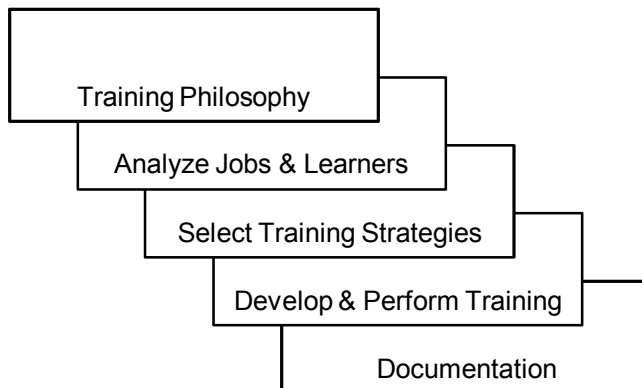 Training Philosophy
Analyze Jobs & Learners
Select Training Strategies
Develop & Perform Training
Documentation